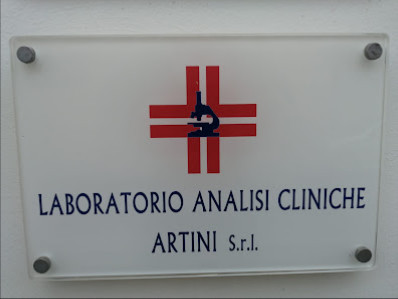 LABORATORIO ANALISI CLINICHE
ARTINI S.r.l.